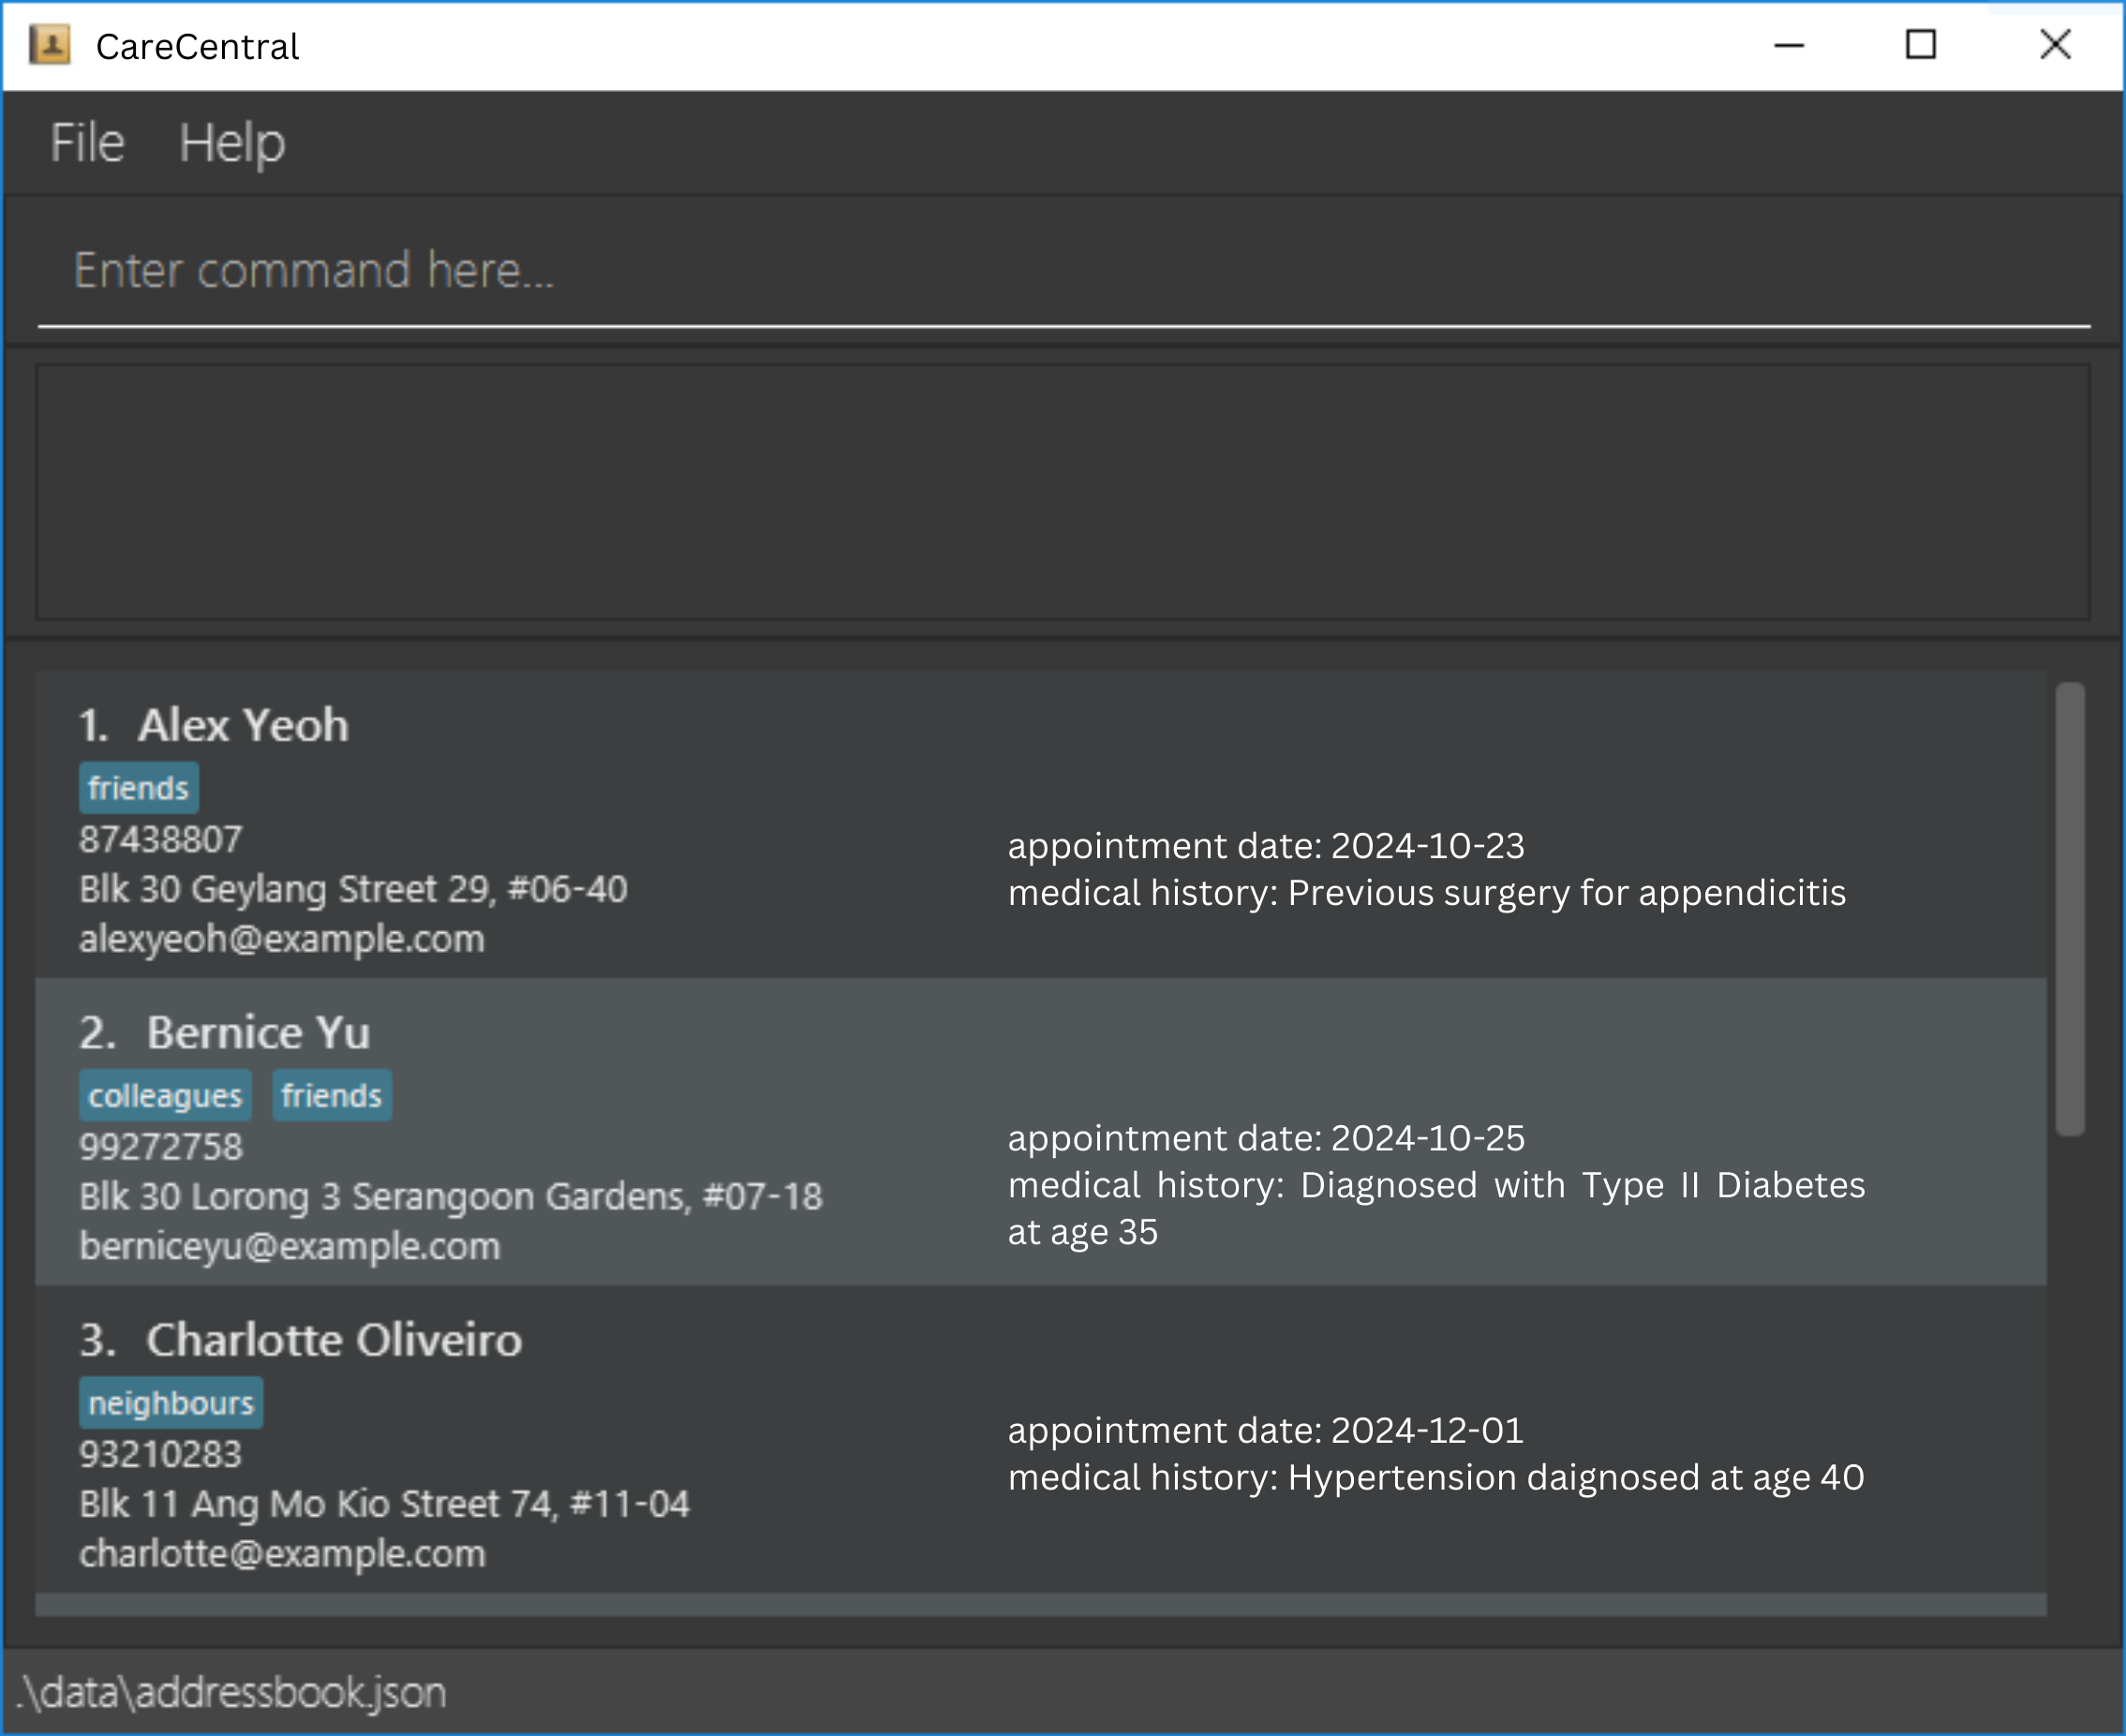 CareCentral
File Help
Enter command here...
1. Alex Yeoh
friends
87438807
Blk 30 Geylang Street 29, #06-40
alexyeoh@example.com
appointment date: 2024-10-23
medical history: Previous surgery for appendicitis
2. Bernice Yu
colleagues friends
99272758
Blk 30 Lorong 3 Serangoon Gardens, #07-18
berniceyu@example.com
appointment date: 2024-10-25
medical history: Diagnosed with Type II Diabetes
at age 35
3. Charlotte Oliveiro
neighbours
93210283
Blk 11 Ang Mo Kio Street 74, #11-04
charlotte@example.com
appointment date: 2024-12-01
medical history: Hypertension daignosed at age 40
.\data\addressbook.json